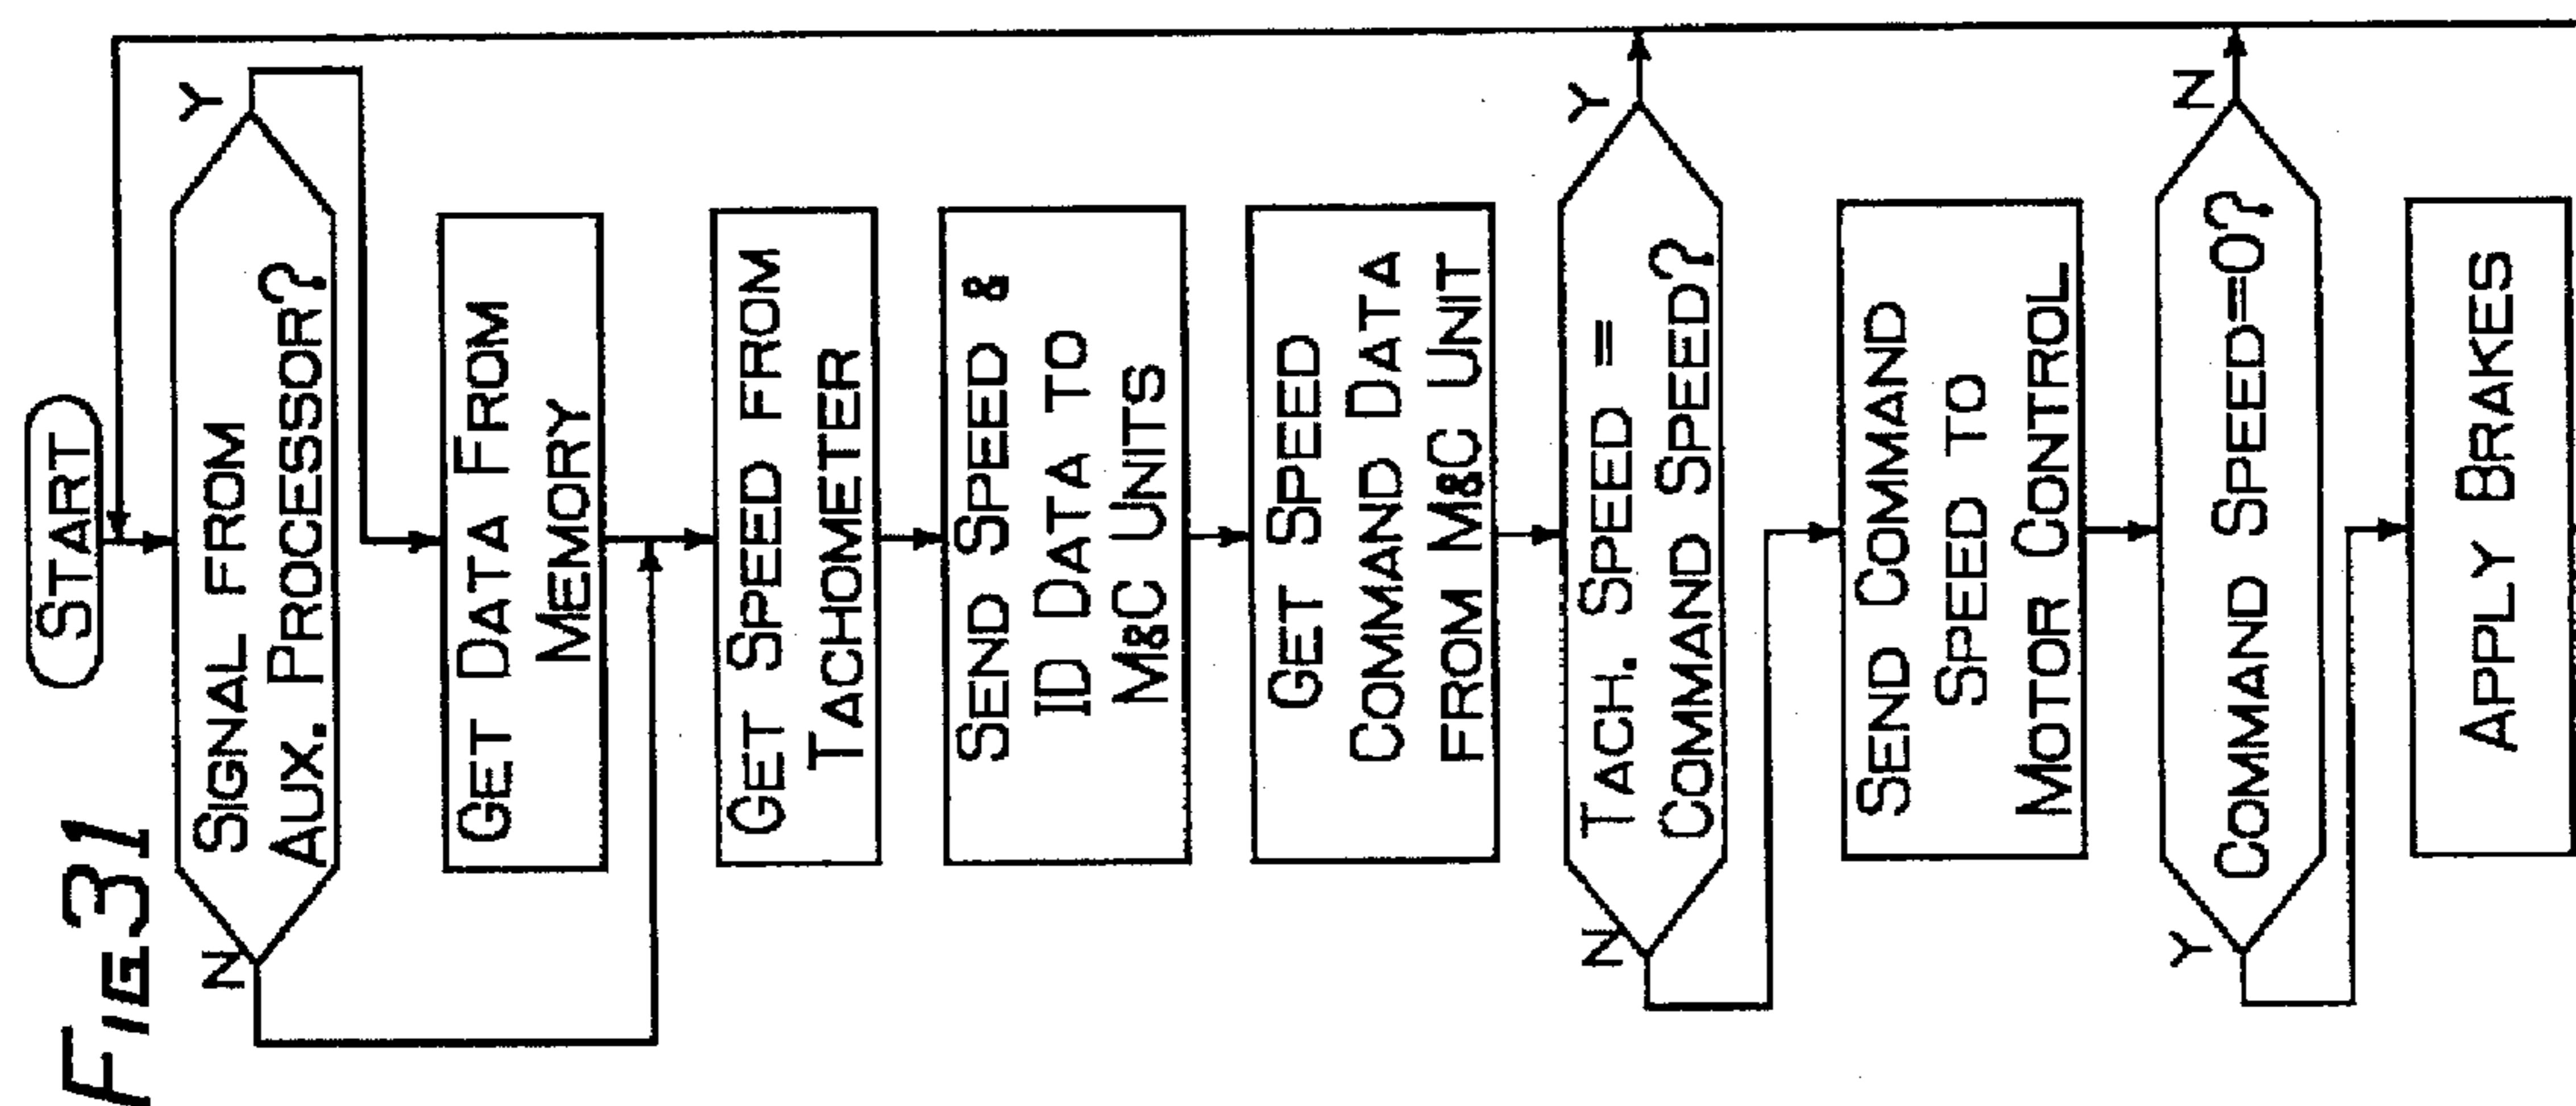 FIG 31
START
SIGNAL FROM
AUX. PROCESSOR?
Y
N
GET DATA FROM
MEMORY
GET SPEED FROM
TACHOMETER
SEND SPEED &
ID DATA TO
M&C UNITS
GET SPEED
COMMAND DATA
FROM M&C UNIT
TACH. SPEED =
COMMAND SPEED?
Y
N
SEND COMMAND
SPEED TO
MOTOR CONTROL
COMMAND SPEED=0?
N
Y
APPLY BRAKES